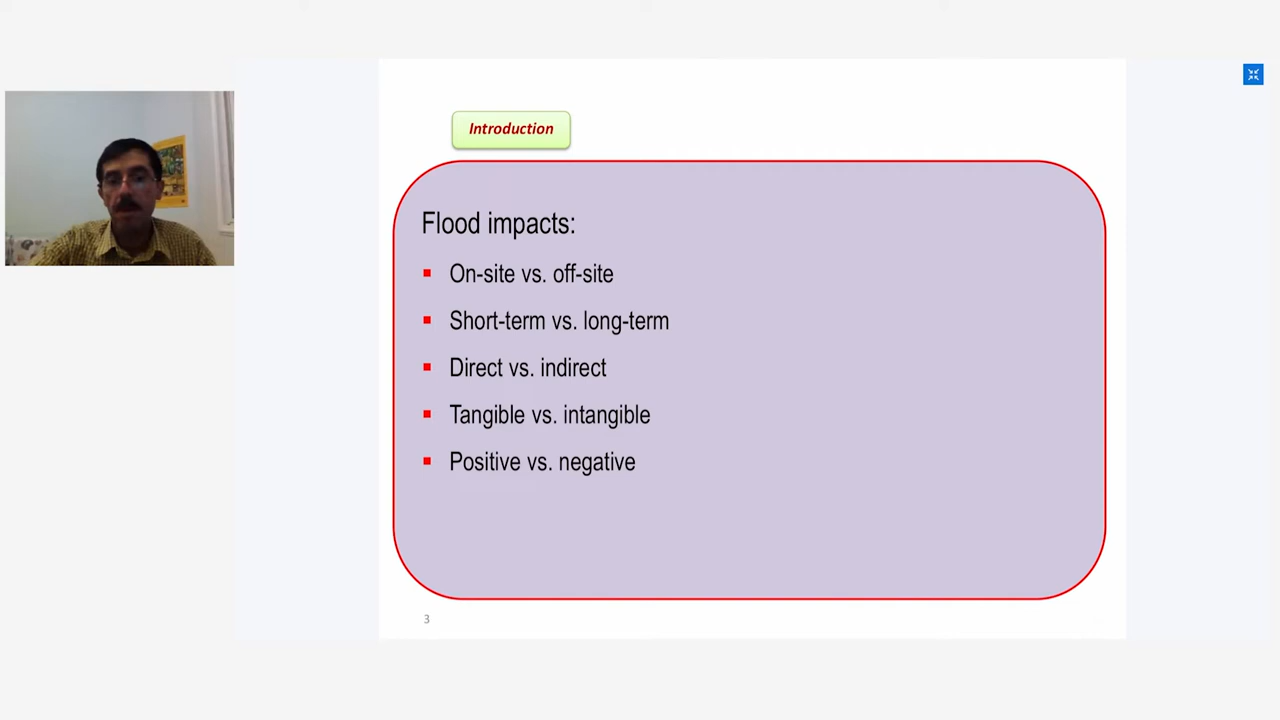 Introduction
Flood impacts:
On-site vs. off-site
Short-term vs. long-term
Direct vs. indirect
Tangible vs. intangible
Positive vs. negative
3